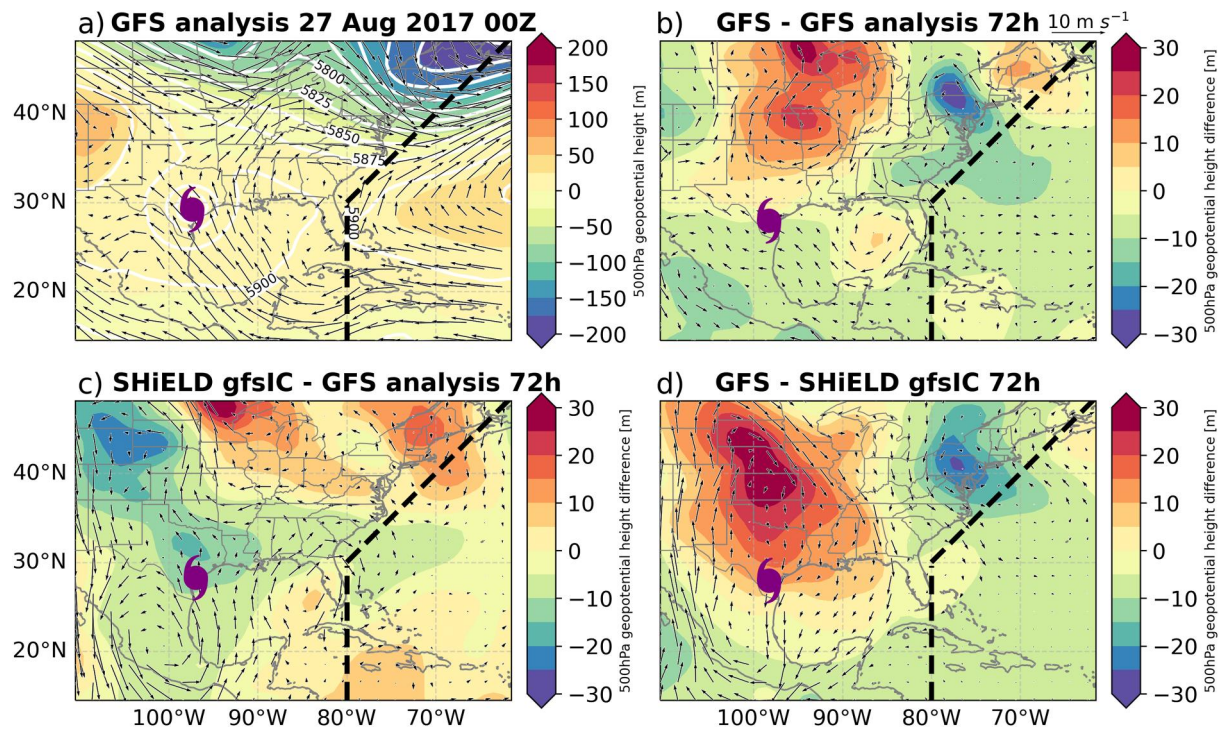 a) GFS analysis 27 Aug 2017 00Z
b) GFS - GFS analysis 72h
10 m s⁻¹
40°N
30°N
20°N
5800
5825
5850
5875
5900
5900
200
150
100
50
0
−50
−100
−150
−200
500hPa geopotential height [m]
30
20
10
0
−10
−20
−30
500hPa geopotential height difference [m]
c) SHiELD gfsIC - GFS analysis 72h
d) GFS - SHiELD gfsIC 72h
40°N
30°N
20°N
30
20
10
0
−10
−20
−30
500hPa geopotential height difference [m]
30
20
10
0
−10
−20
−30
500hPa geopotential height difference [m]
100°W
90°W
80°W
70°W
100°W
90°W
80°W
70°W